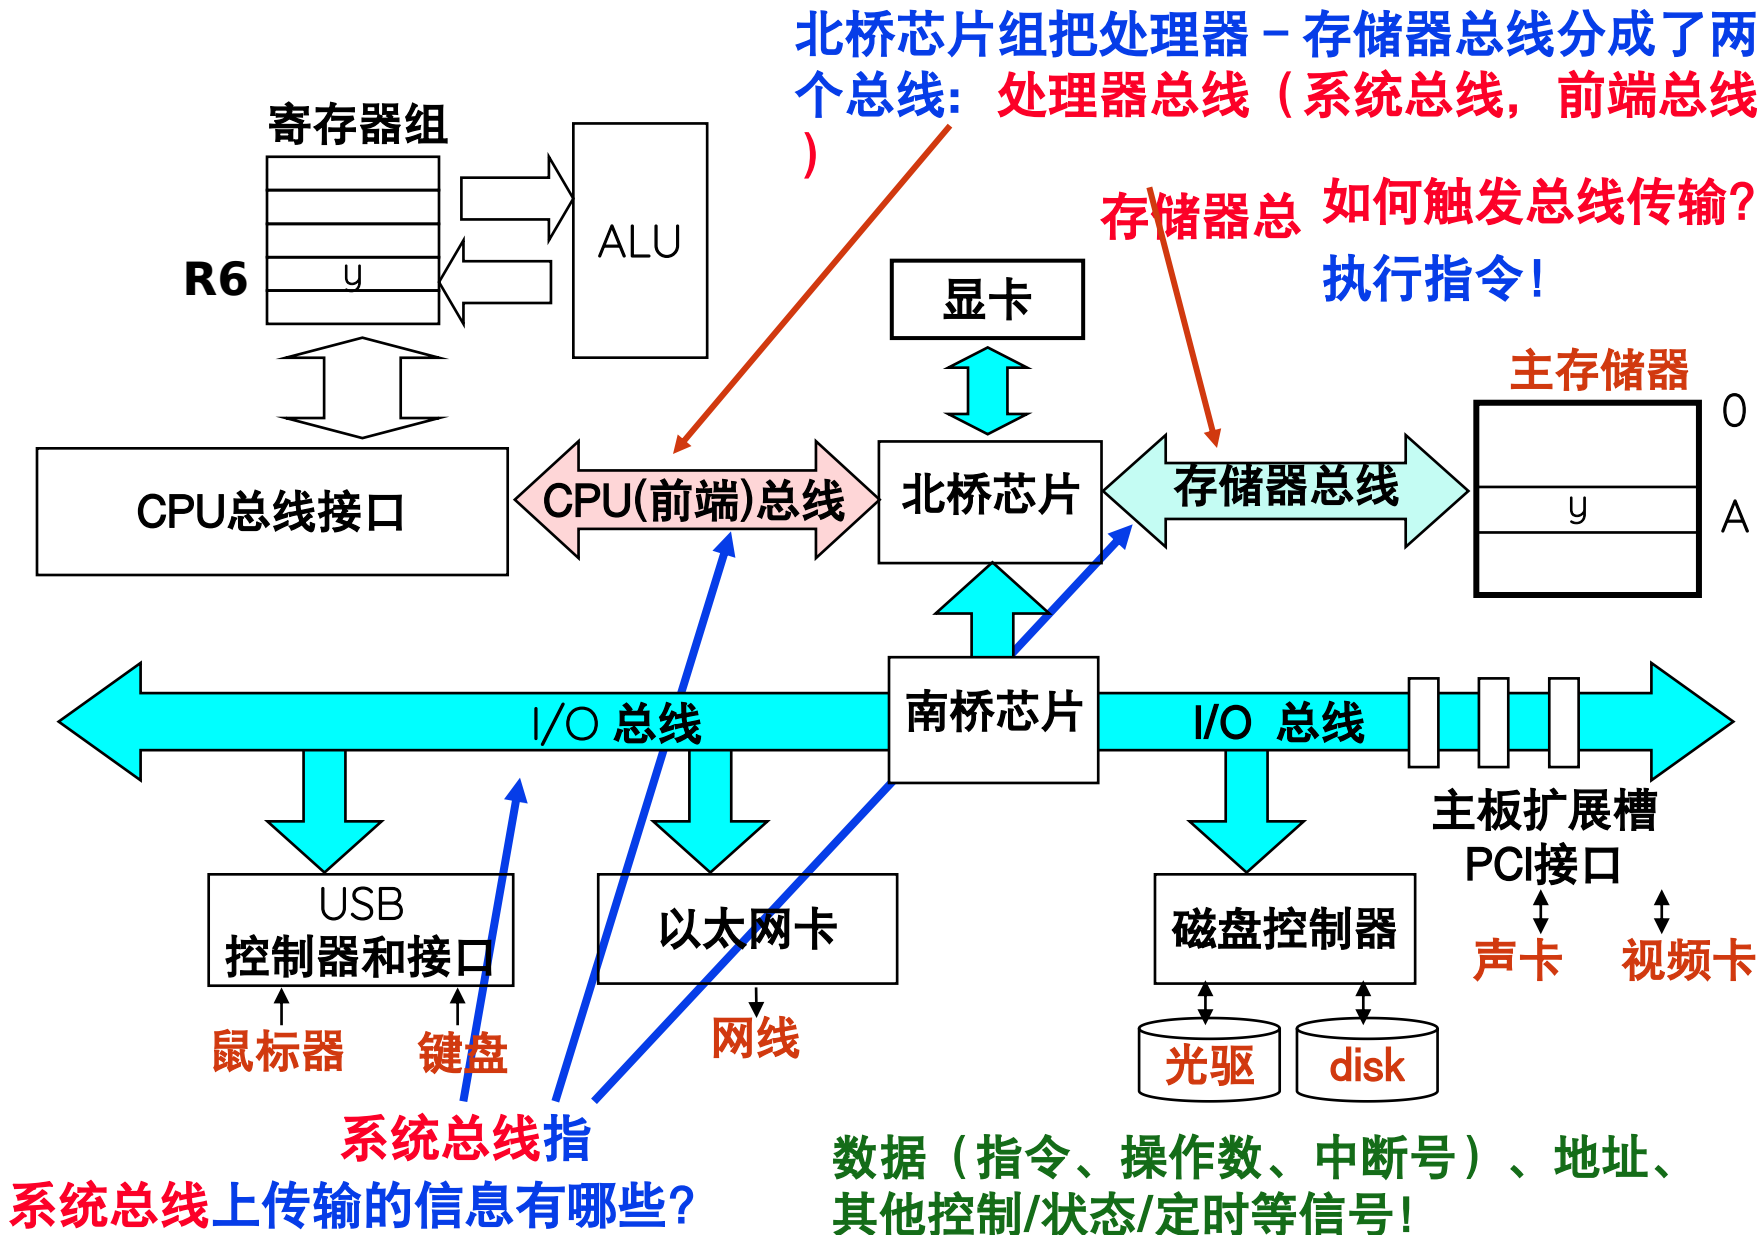 北桥芯片组把处理器－存储器总线分成了两
个总线：处理器总线（系统总线，前端总线
）
存储器总
如何触发总线传输?
执行指令！
寄存器组
ALU
R6
y
显卡
主存储器
0
CPU总线接口
CPU(前端)总线
北桥芯片
存储器总线
y
A
I/O 总线
南桥芯片
I/O 总线
主板扩展槽
PCI接口
USB
控制器和接口
以太网卡
磁盘控制器
声卡
视频卡
鼠标器
键盘
网线
光驱
disk
系统总线指
系统总线上传输的信息有哪些?
数据（指令、操作数、中断号）、地址、
其他控制/状态/定时等信号！